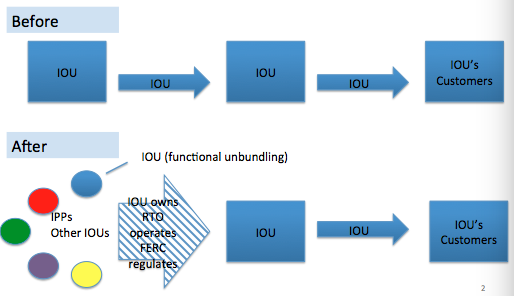 Before
IOU
IOU
IOU
IOU
IOU's
Customers
After
IOU (functional unbundling)
IPPs
Other IOUs
IOU owns
RTO
operates
FERC
regulates
IOU
IOU
IOU's
Customers
2